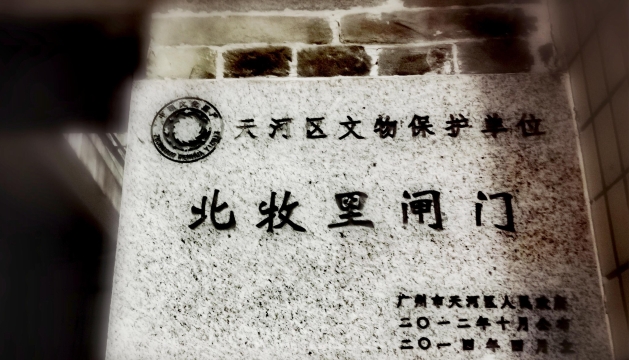 天河区文物保护单位
北牧里闸门
广州市天河区人民政府
二〇一二年十月公布
二〇一四年四月立